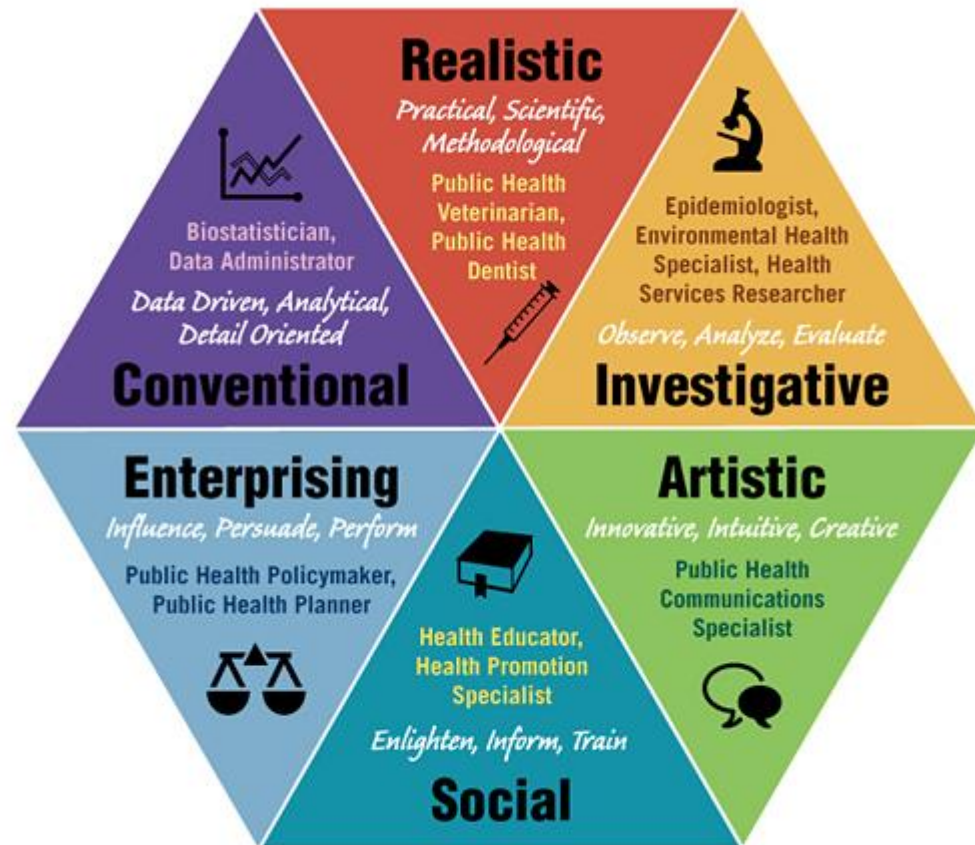 Realistic
Practical, Scientific,
Methodological
Public Health
Veterinarian,
Public Health
Dentist
Epidemiologist,
Environmental Health
Specialist, Health
Services Researcher
Observe, Analyze, Evaluate
Investigative
Artistic
Innovative, Intuitive, Creative
Public Health
Communications
Specialist
Health Educator,
Health Promotion
Specialist
Enlighten, Inform, Train
Social
Enterprising
Influence, Persuade, Perform
Public Health Policymaker,
Public Health Planner
Biostatistician,
Data Administrator
Data Driven, Analytical,
Detail Oriented
Conventional